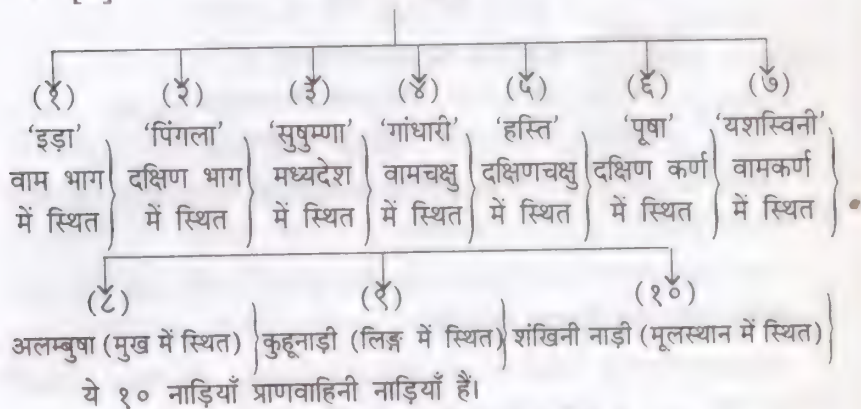 (१) (२) (३) (४) (५) (६) (७)
'इड़ा' 'पिंगला' 'सुषुम्णा' 'गांधारी' 'हस्ति' 'पूषा' 'यशस्विनी'
वाम भाग दक्षिण भाग मध्यदेश वामचक्षु दक्षिणचक्षु दक्षिण कर्ण वामकर्ण
में स्थित में स्थित में स्थित में स्थित में स्थित में स्थित में स्थित
(८) (९) (१०)
अलम्बुषा (मुख में स्थित) कुहूनाड़ी (लिङ्ग में स्थित) शंखिनी नाड़ी (मूलस्थान में स्थित)
ये १० नाड़ियाँ प्राणवाहिनी नाड़ियाँ हैं।